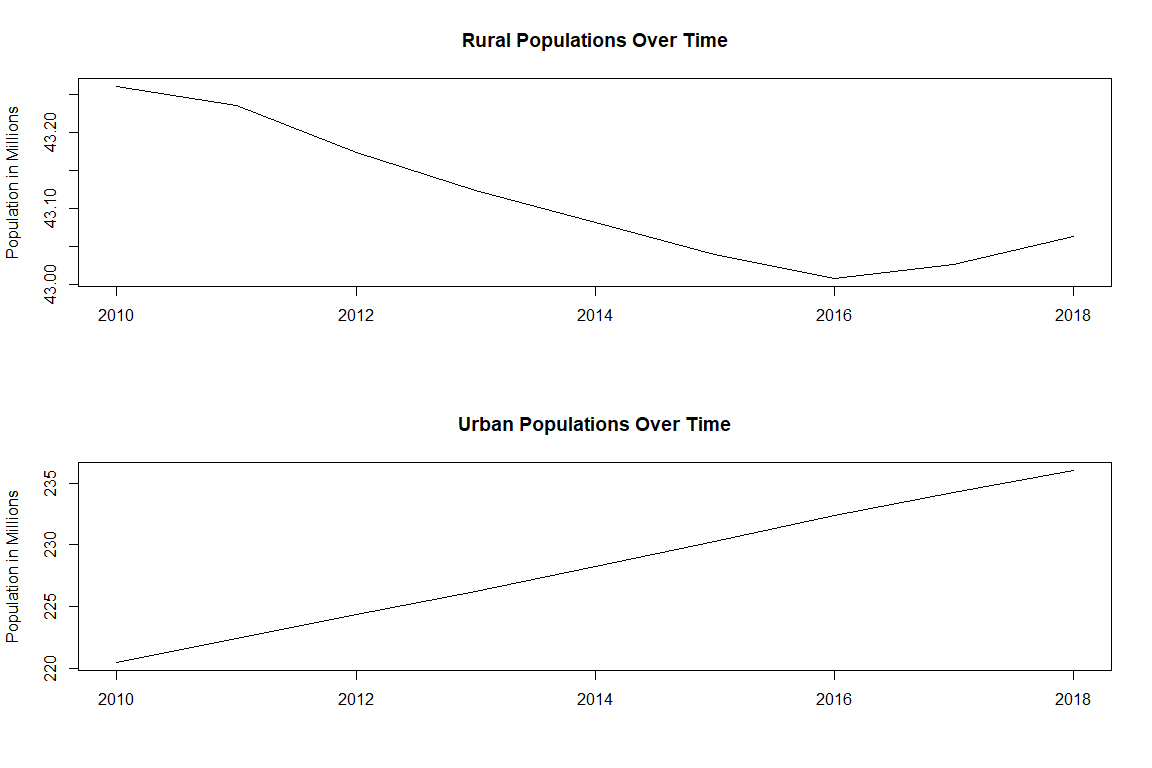 Rural Populations Over Time
Population in Millions
43.20
43.10
43.00
2010 2012 2014 2016 2018
Urban Populations Over Time
Population in Millions
235
230
225
220
2010 2012 2014 2016 2018